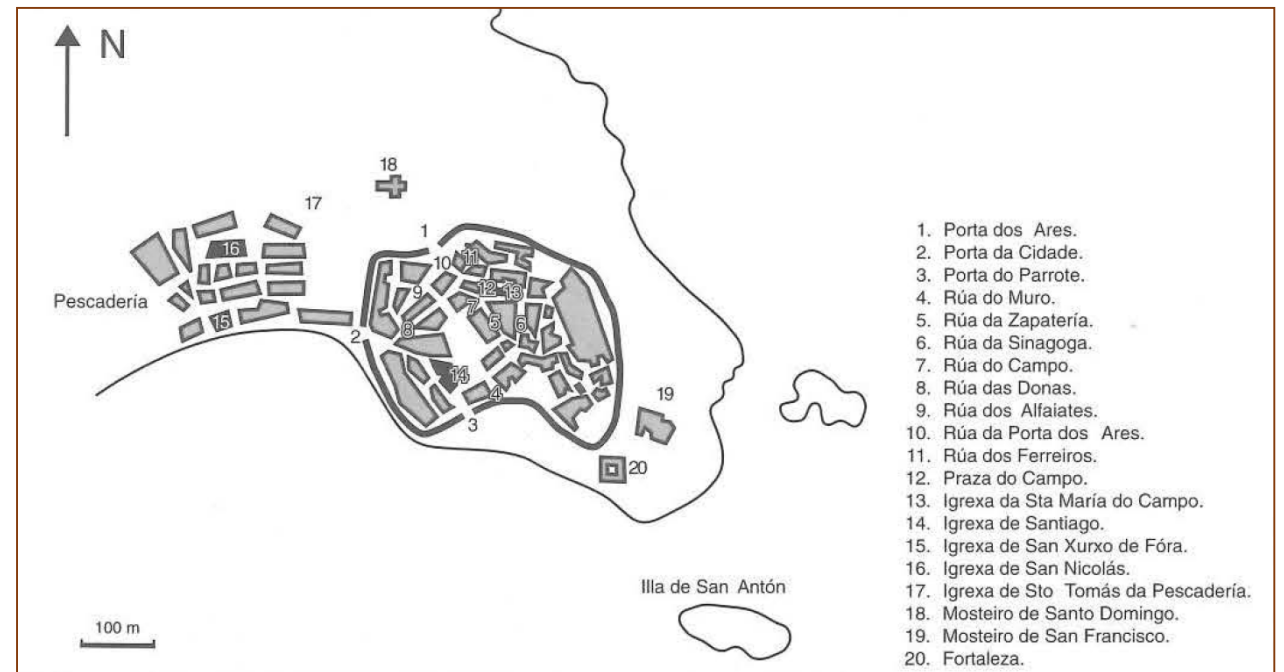 N
18
17
1
16
11
10
12
13
9
Pescadería
7
5
6
15
8
2
14
19
4
3
20
Illa de San Antón
100 m
1. Porta dos Ares.
2. Porta da Cidade.
3. Porta do Parrote.
4. Rúa do Muro.
5. Rúa da Zapatería.
6. Rúa da Sinagoga.
7. Rúa do Campo.
8. Rúa das Donas.
9. Rúa dos Alfaiates.
10. Rúa da Porta dos Ares.
11. Rúa dos Ferreiros.
12. Praza do Campo.
13. Igrexa da Sta María do Campo.
14. Igrexa de Santiago.
15. Igrexa de San Xurxo de Fóra.
16. Igrexa de San Nicolás.
17. Igrexa de Sto Tomás da Pescadería.
18. Mosteiro de Santo Domingo.
19. Mosteiro de San Francisco.
20. Fortaleza.